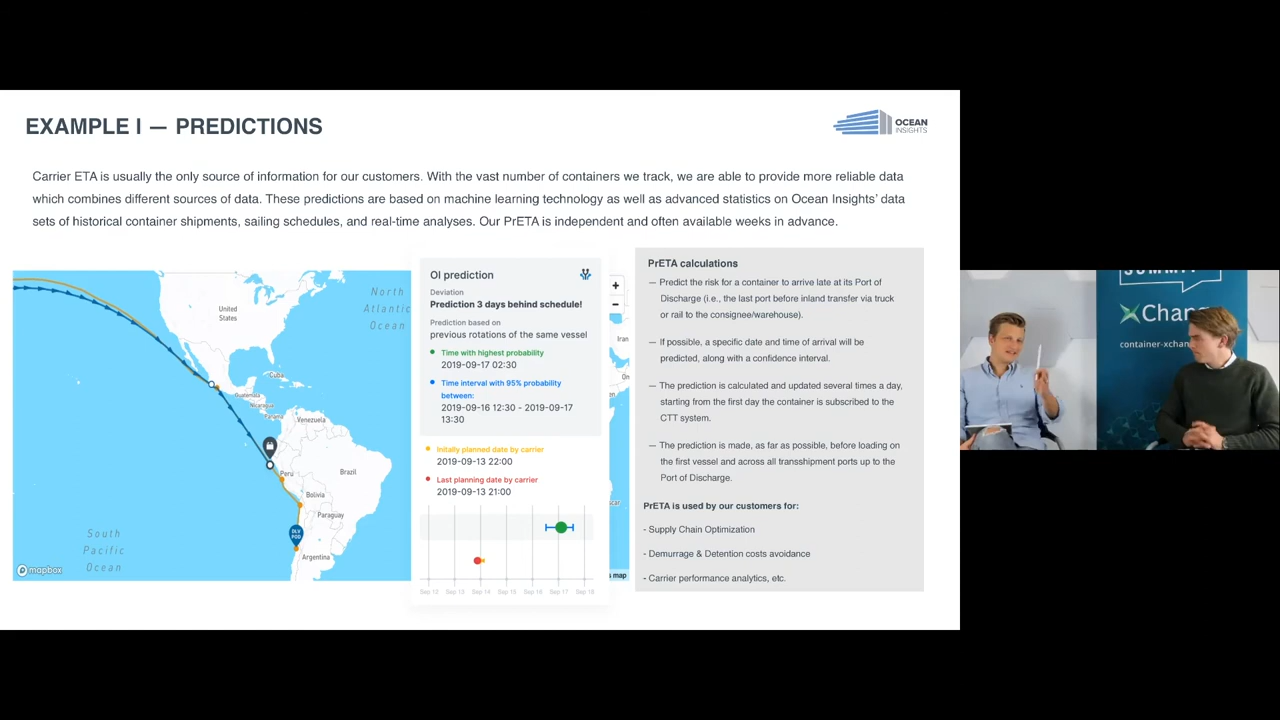 EXAMPLE I — PREDICTIONS
OCEAN
INSIGHTS
Carrier ETA is usually the only source of information for our customers. With the vast number of containers we track, we are able to provide more reliable data
which combines different sources of data. These predictions are based on machine learning technology as well as advanced statistics on Ocean Insights' data
sets of historical container shipments, sailing schedules, and real-time analyses. Our PrETA is independent and often available weeks in advance.
North
Atlantic
Ocean
United
States
Cuba
Guatemala
Nicaragua
Panama
Venezuela
Peru
Brazil
Bolivia
Paraguay
DLV
POD
Argentina
South
Pacific
Ocean
mapbox
OI prediction
Deviation
Prediction 3 days behind schedule!
Prediction based on
previous rotations of the same vessel
Time with highest probability
2019-09-17 02:30
Time interval with 95% probability
between:
2019-09-16 12:30 - 2019-09-17
13:30
Initally planned date by carrier
2019-09-13 22:00
Last planning date by carrier
2019-09-13 21:00
Sep 12 Sep 13 Sep 14 Sep 15 Sep 16 Sep 17 Sep 18
+
−
Iran
s map
PrETA calculations
— Predict the risk for a container to arrive late at its Port of
Discharge (i.e., the last port before inland transfer via truck
or rail to the consignee/warehouse).
— If possible, a specific date and time of arrival will be
predicted, along with a confidence interval.
— The prediction is calculated and updated several times a day,
starting from the first day the container is subscribed to the
CTT system.
— The prediction is made, as far as possible, before loading on
the first vessel and across all transshipment ports up to the
Port of Discharge.
PrETA is used by our customers for:
- Supply Chain Optimization
- Demurrage & Detention costs avoidance
- Carrier performance analytics, etc.
SUMMIT
xChan
container-xchan